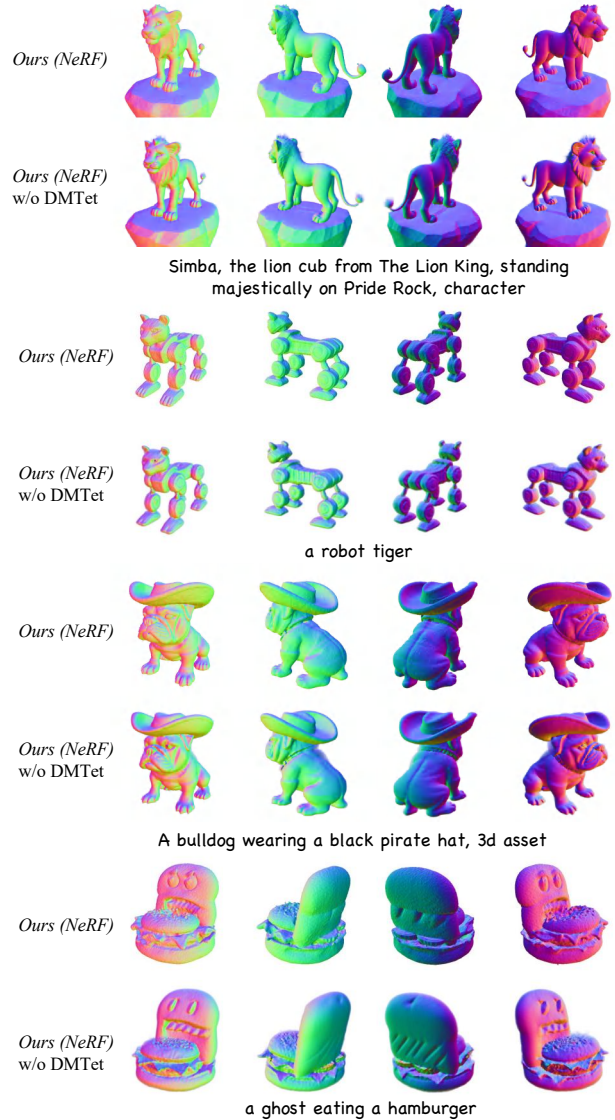 Ours (NeRF)
Ours (NeRF)
w/o DMTet
Simba, the lion cub from The Lion King, standing
majestically on Pride Rock, character
Ours (NeRF)
Ours (NeRF)
w/o DMTet
a robot tiger
Ours (NeRF)
Ours (NeRF)
w/o DMTet
A bulldog wearing a black pirate hat, 3d asset
Ours (NeRF)
Ours (NeRF)
w/o DMTet
a ghost eating a hamburger